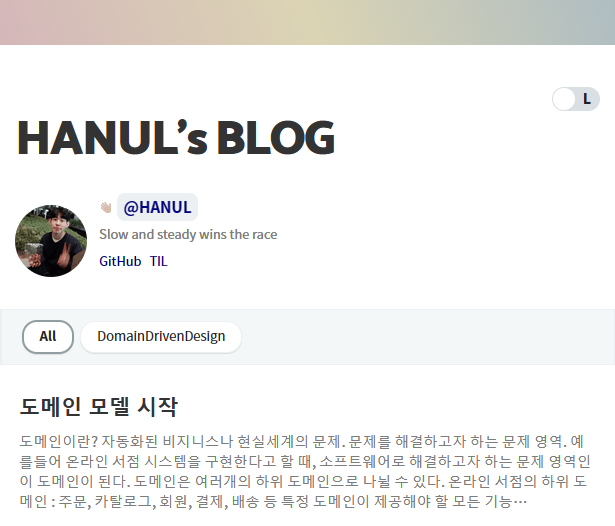 L
HANUL’s BLOG
@HANUL
Slow and steady wins the race
GitHub TIL
All DomainDrivenDesign
도메인 모델 시작
도메인이란? 자동화된 비지니스나 현실세계의 문제. 문제를 해결하고자 하는 문제 영역. 예
를들어 온라인 서점 시스템을 구현한다고 할 때, 소프트웨어로 해결하고자 하는 문제 영역인
이 도메인이 된다. 도메인은 여러개의 하위 도메인으로 나뉠 수 있다. 온라인 서점의 하위 도
메인 : 주문, 카탈로그, 회원, 결제, 배송 등 특정 도메인이 제공해야 할 모든 기능…